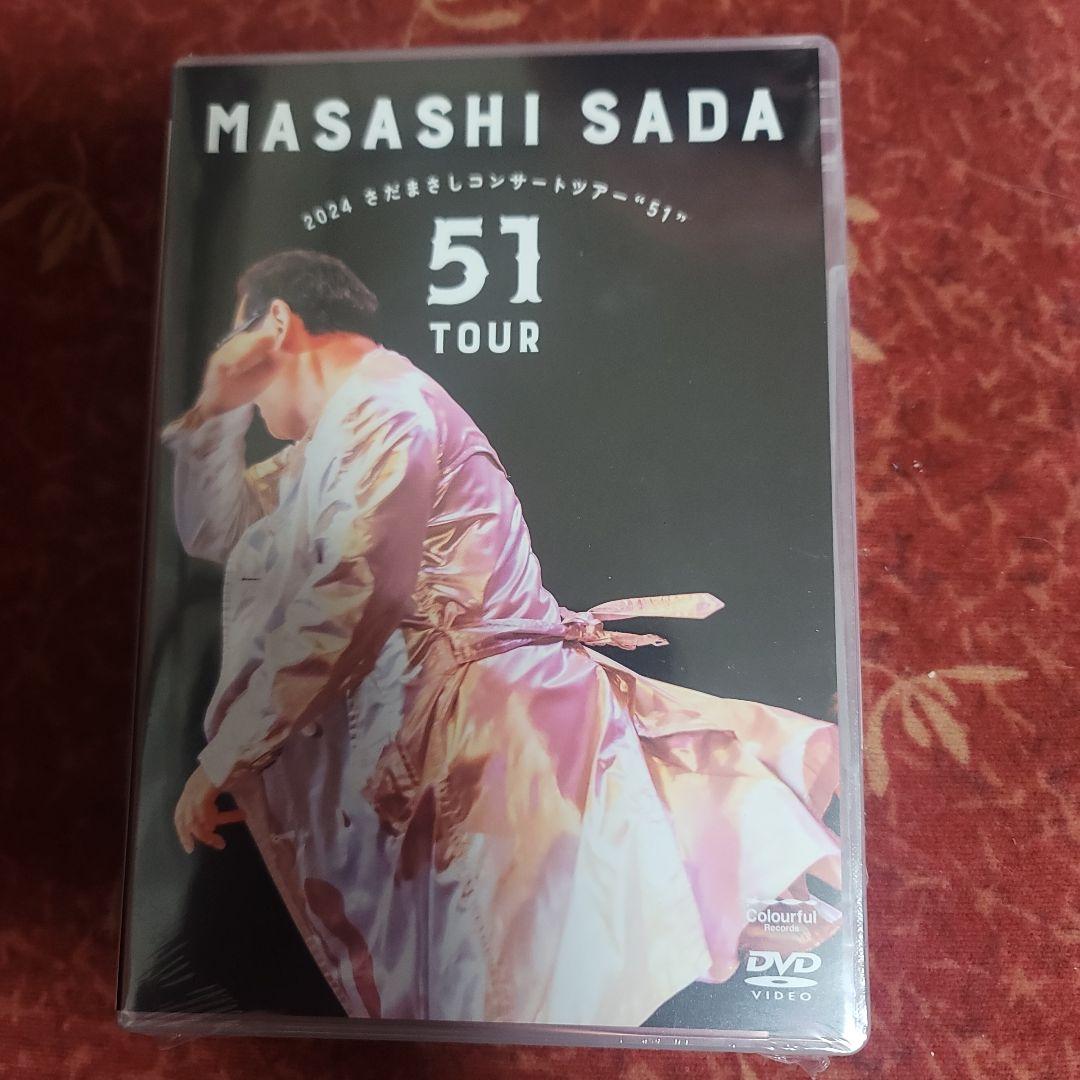 MASASHI SADA
2024 さだまさしコンサートツアー“51”
51
TOUR
Colourful
Records
DVD
VIDEO